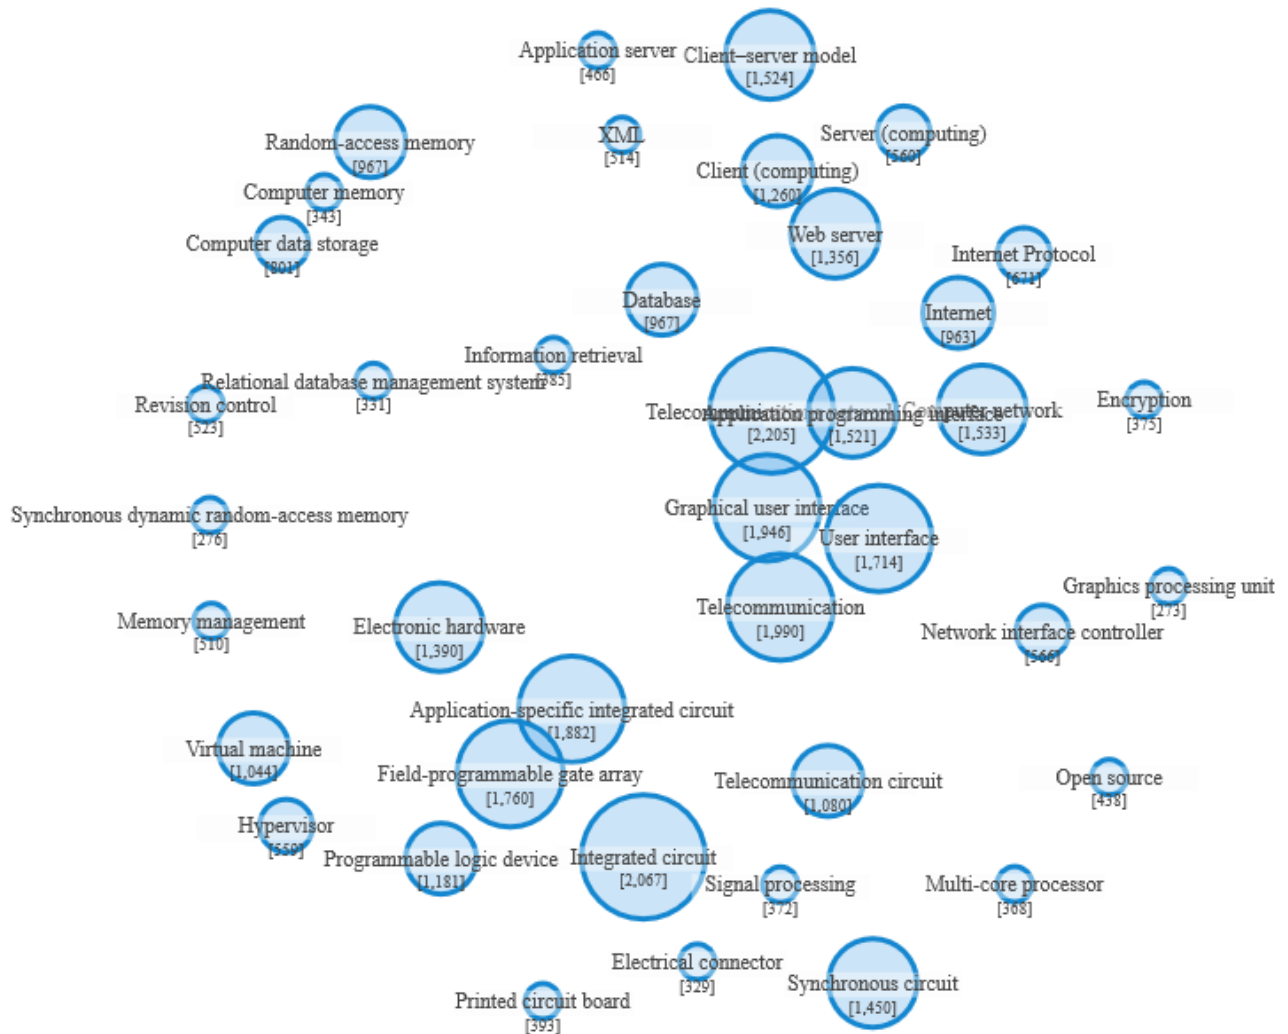 Application server
[466]
Client–server model
[1,524]
Random-access memory
[967]
XML
[514]
Server (computing)
[560]
Client (computing)
[1,260]
Computer memory
[343]
Computer data storage
[801]
Web server
[1,356]
Internet Protocol
[671]
Database
[967]
Internet
[963]
Information retrieval
[385]
Relational database management system
[331]
Revision control
[523]
[2,205]
Application programming interface
[1,521]
Computer network
[1,533]
Encryption
[375]
Synchronous dynamic random-access memory
[276]
Graphical user interface
[1,946]
User interface
[1,714]
Graphics processing unit
[273]
Memory management
[510]
Electronic hardware
[1,390]
Telecommunication
[1,990]
Network interface controller
[566]
Application-specific integrated circuit
[1,882]
Virtual machine
[1,044]
Field-programmable gate array
[1,760]
Telecommunication circuit
[1,080]
Open source
[438]
Hypervisor
[559]
Programmable logic device
[1,181]
Integrated circuit
[2,067]
Signal processing
[372]
Multi-core processor
[368]
Electrical connector
[329]
Synchronous circuit
[1,450]
Printed circuit board
[393]